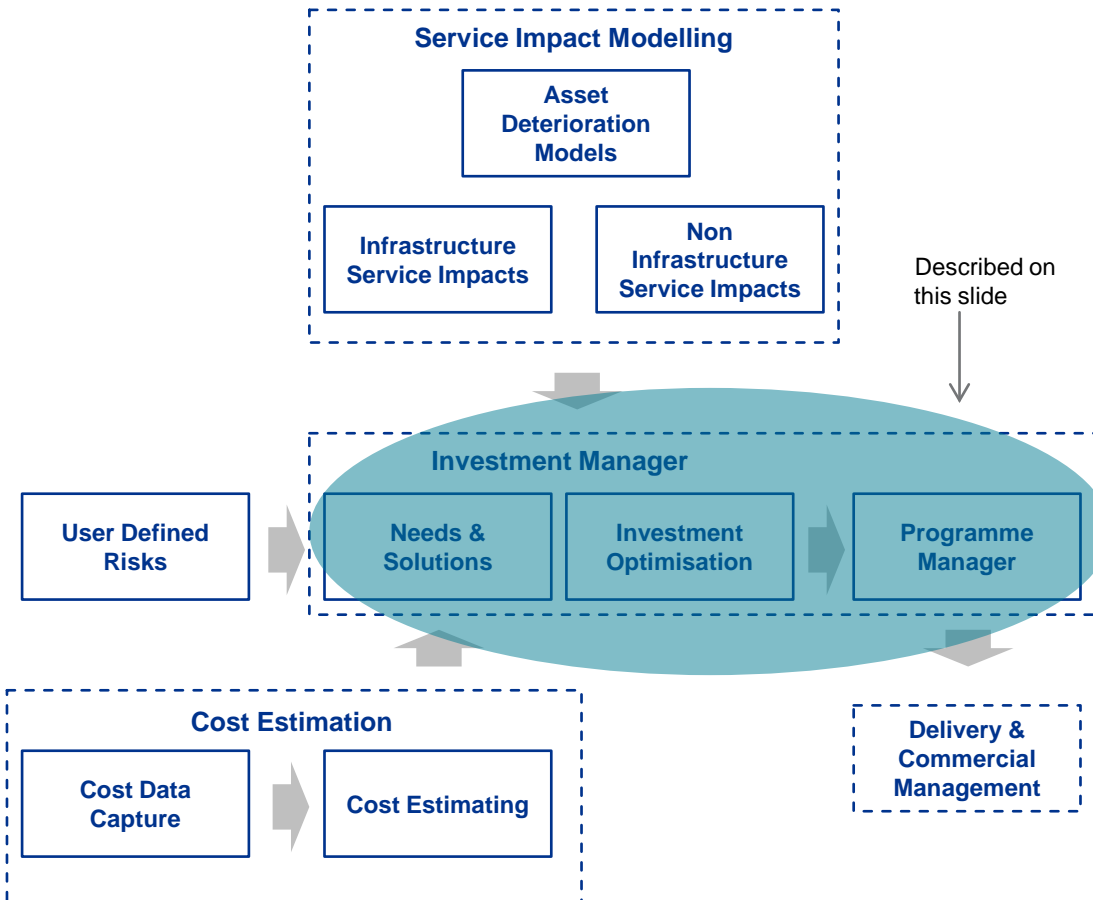 Service Impact Modelling
Asset
Deterioration
Models
Infrastructure
Service Impacts
Non
Infrastructure
Service Impacts
Described on
this slide
Investment Manager
User Defined
Risks
Needs &
Solutions
Investment
Optimisation
Programme
Manager
Cost Estimation
Cost Data
Capture
Cost Estimating
Delivery &
Commercial
Management